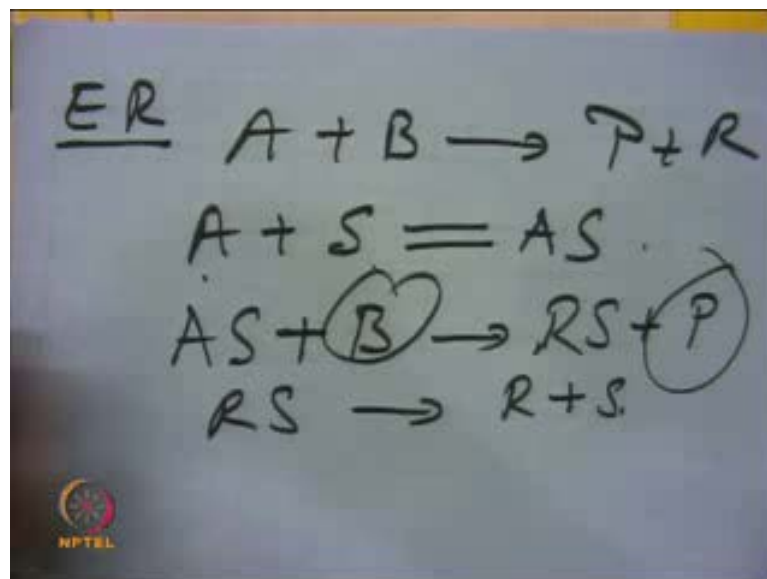 ER A + B → P + R
A + S = AS
AS + B → RS + P
RS → R + S
NPTEL